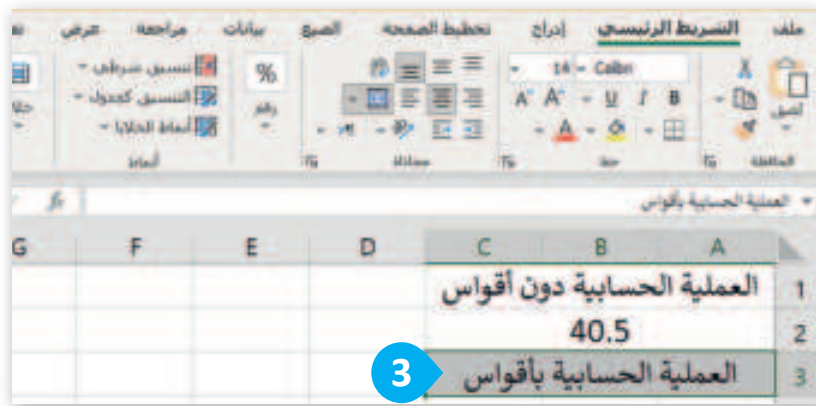 ملف الشريط الرئيسي إدراج تخطيط الصفحة الصيغ بيانات مراجعة عرض
لصق
Calibri 14
B I U
A A
A
%
رقم
تنسيق شرطي
التنسيق كجدول
أنماط الخلايا
الحافظة خط محاذاة أنماط
العملية الحسابية بأقواس fx
A B C D E F G
1 العملية الحسابية دون أقواس
2 40.5
3 العملية الحسابية بأقواس
3